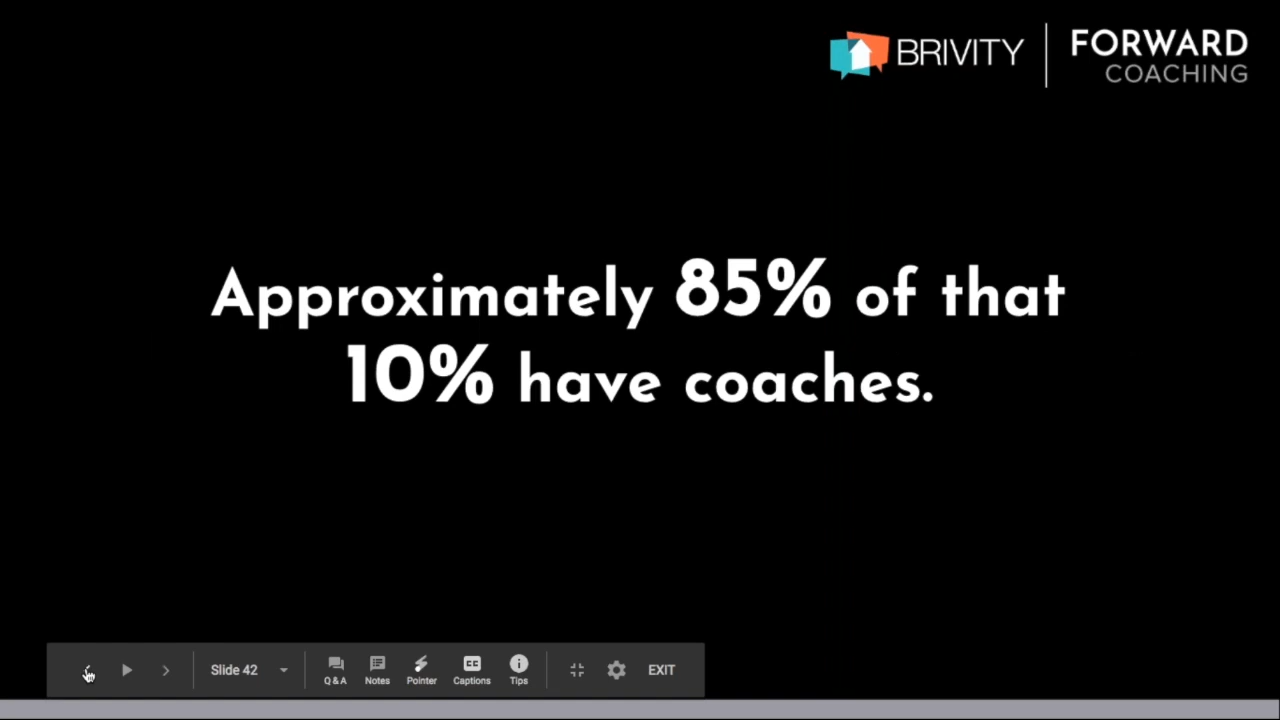 BRIVITY
FORWARD
COACHING
Approximately 85% of that
10% have coaches.
Slide 42
Q & A
Notes
Pointer
Captions
Tips
EXIT